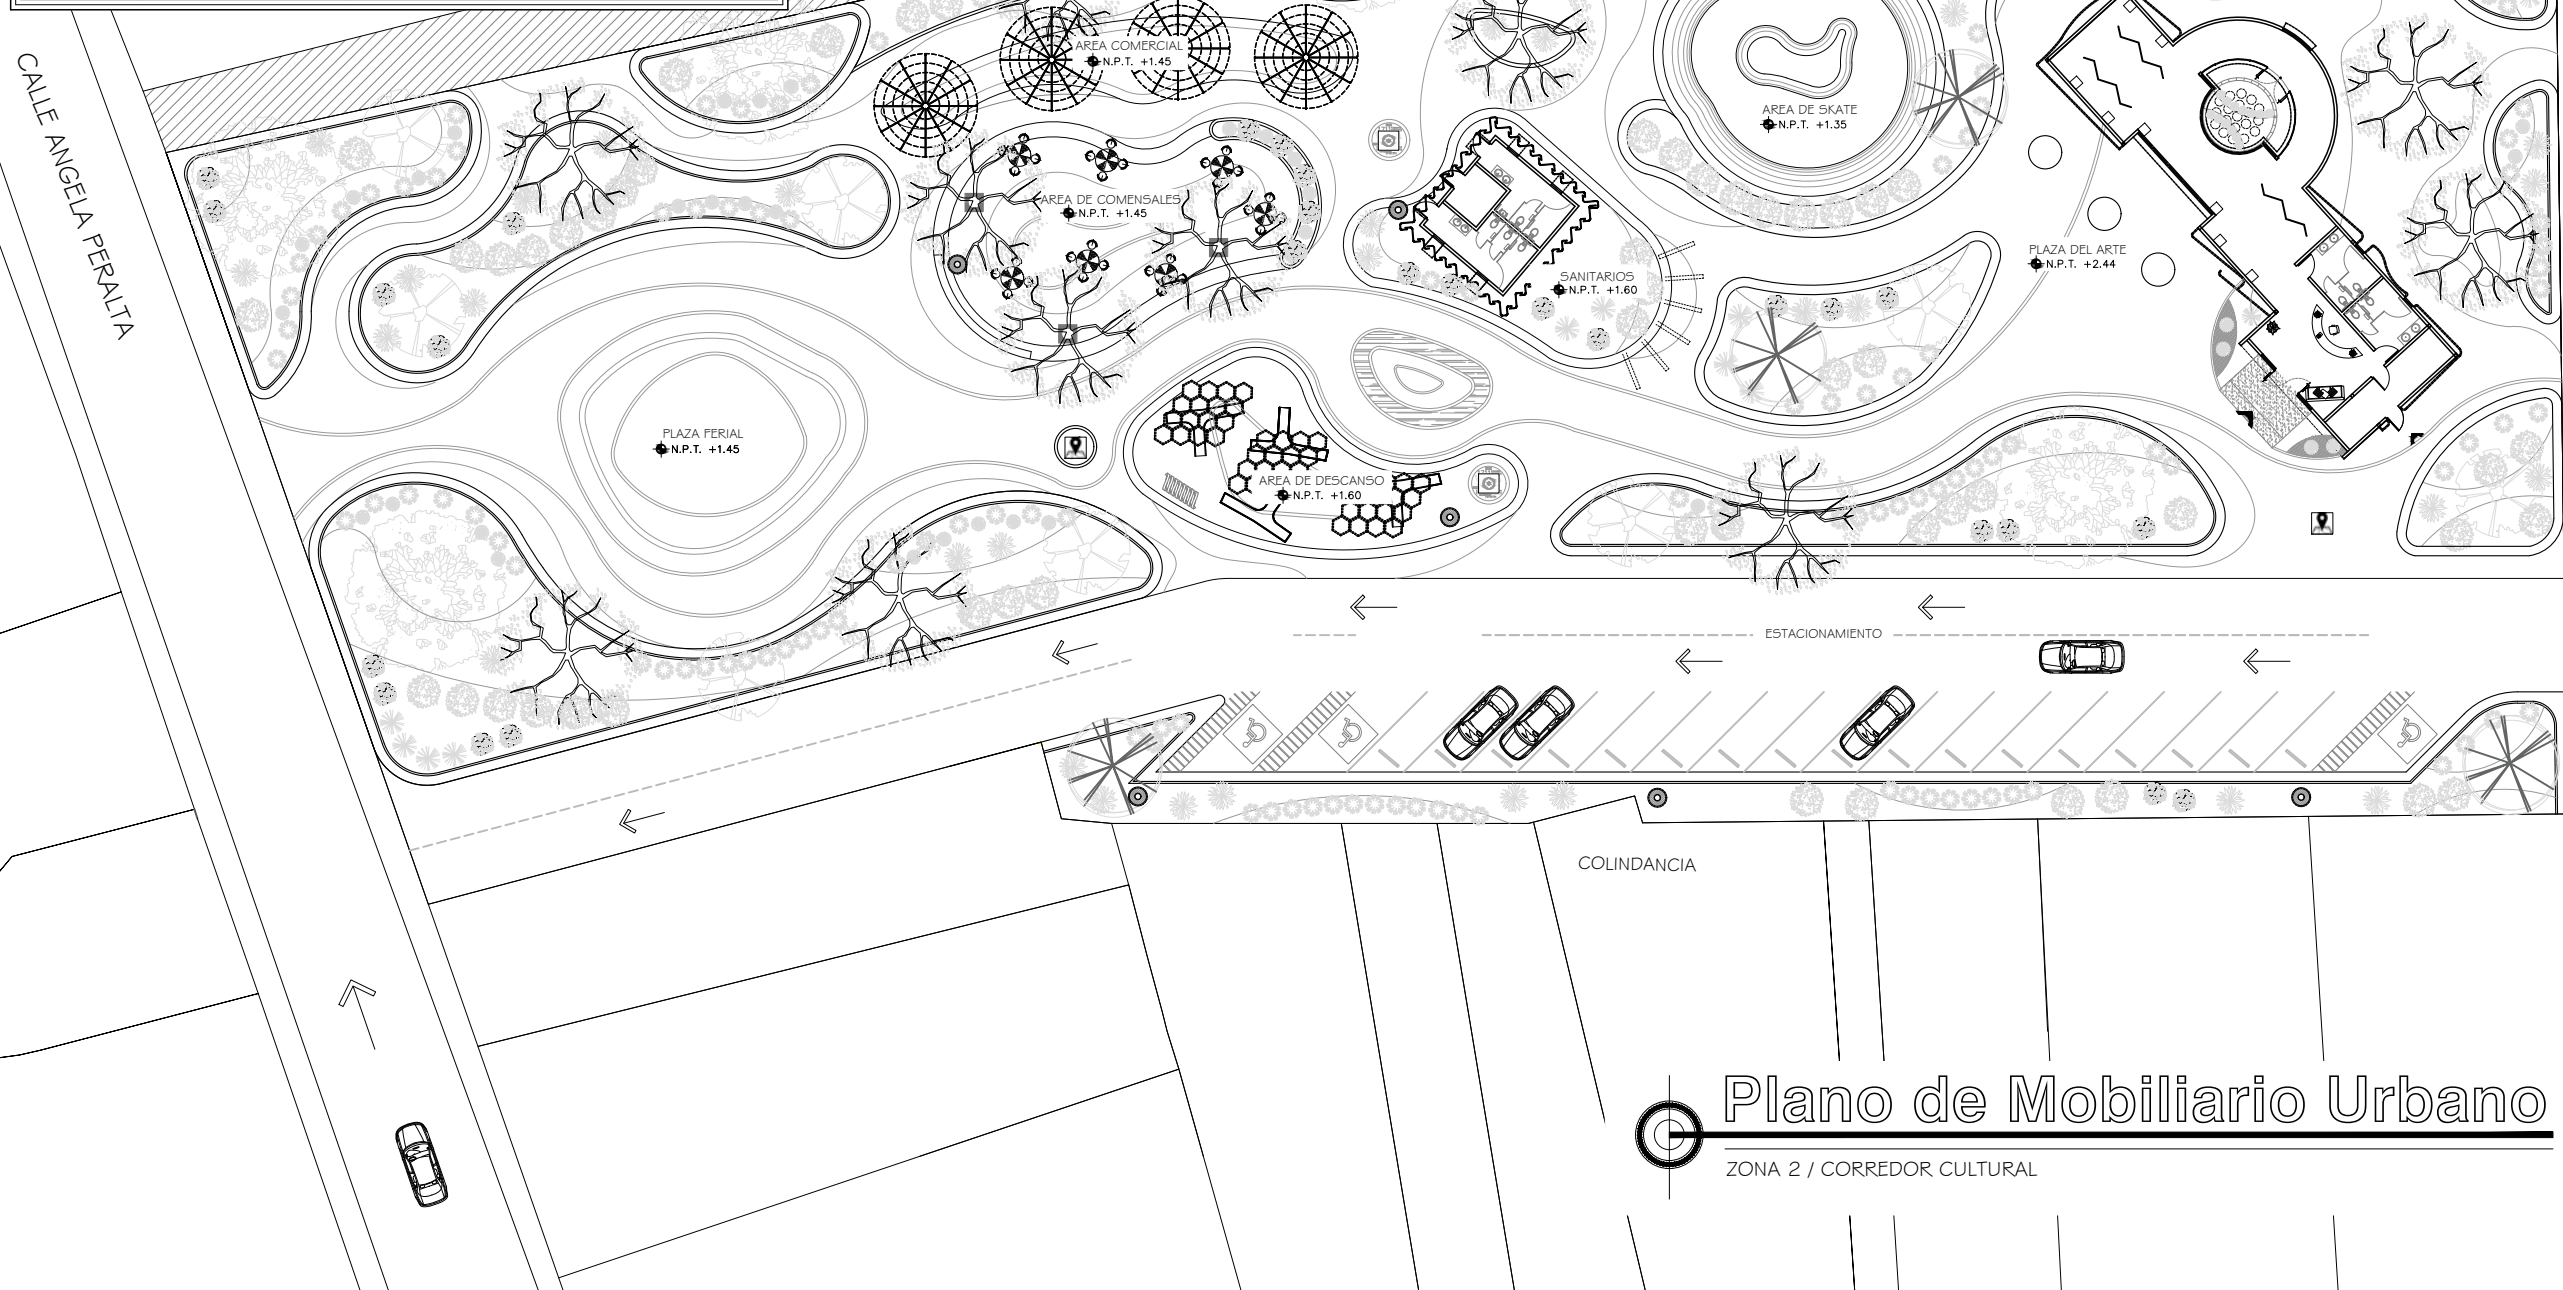 CALLE ANGELA PERALTA
AREA COMERCIAL
N.P.T. +1.45
AREA DE SKATE
N.P.T. +1.35
AREA DE COMENSALES
N.P.T. +1.45
PLAZA DEL ARTE
N.P.T. +2.44
SANITARIOS
N.P.T. +1.60
PLAZA FERIAL
N.P.T. +1.45
AREA DE DESCANSO
N.P.T. +1.60
ESTACIONAMIENTO
COLINDANCIA
Plano de Mobiliario Urbano
ZONA 2 / CORREDOR CULTURAL